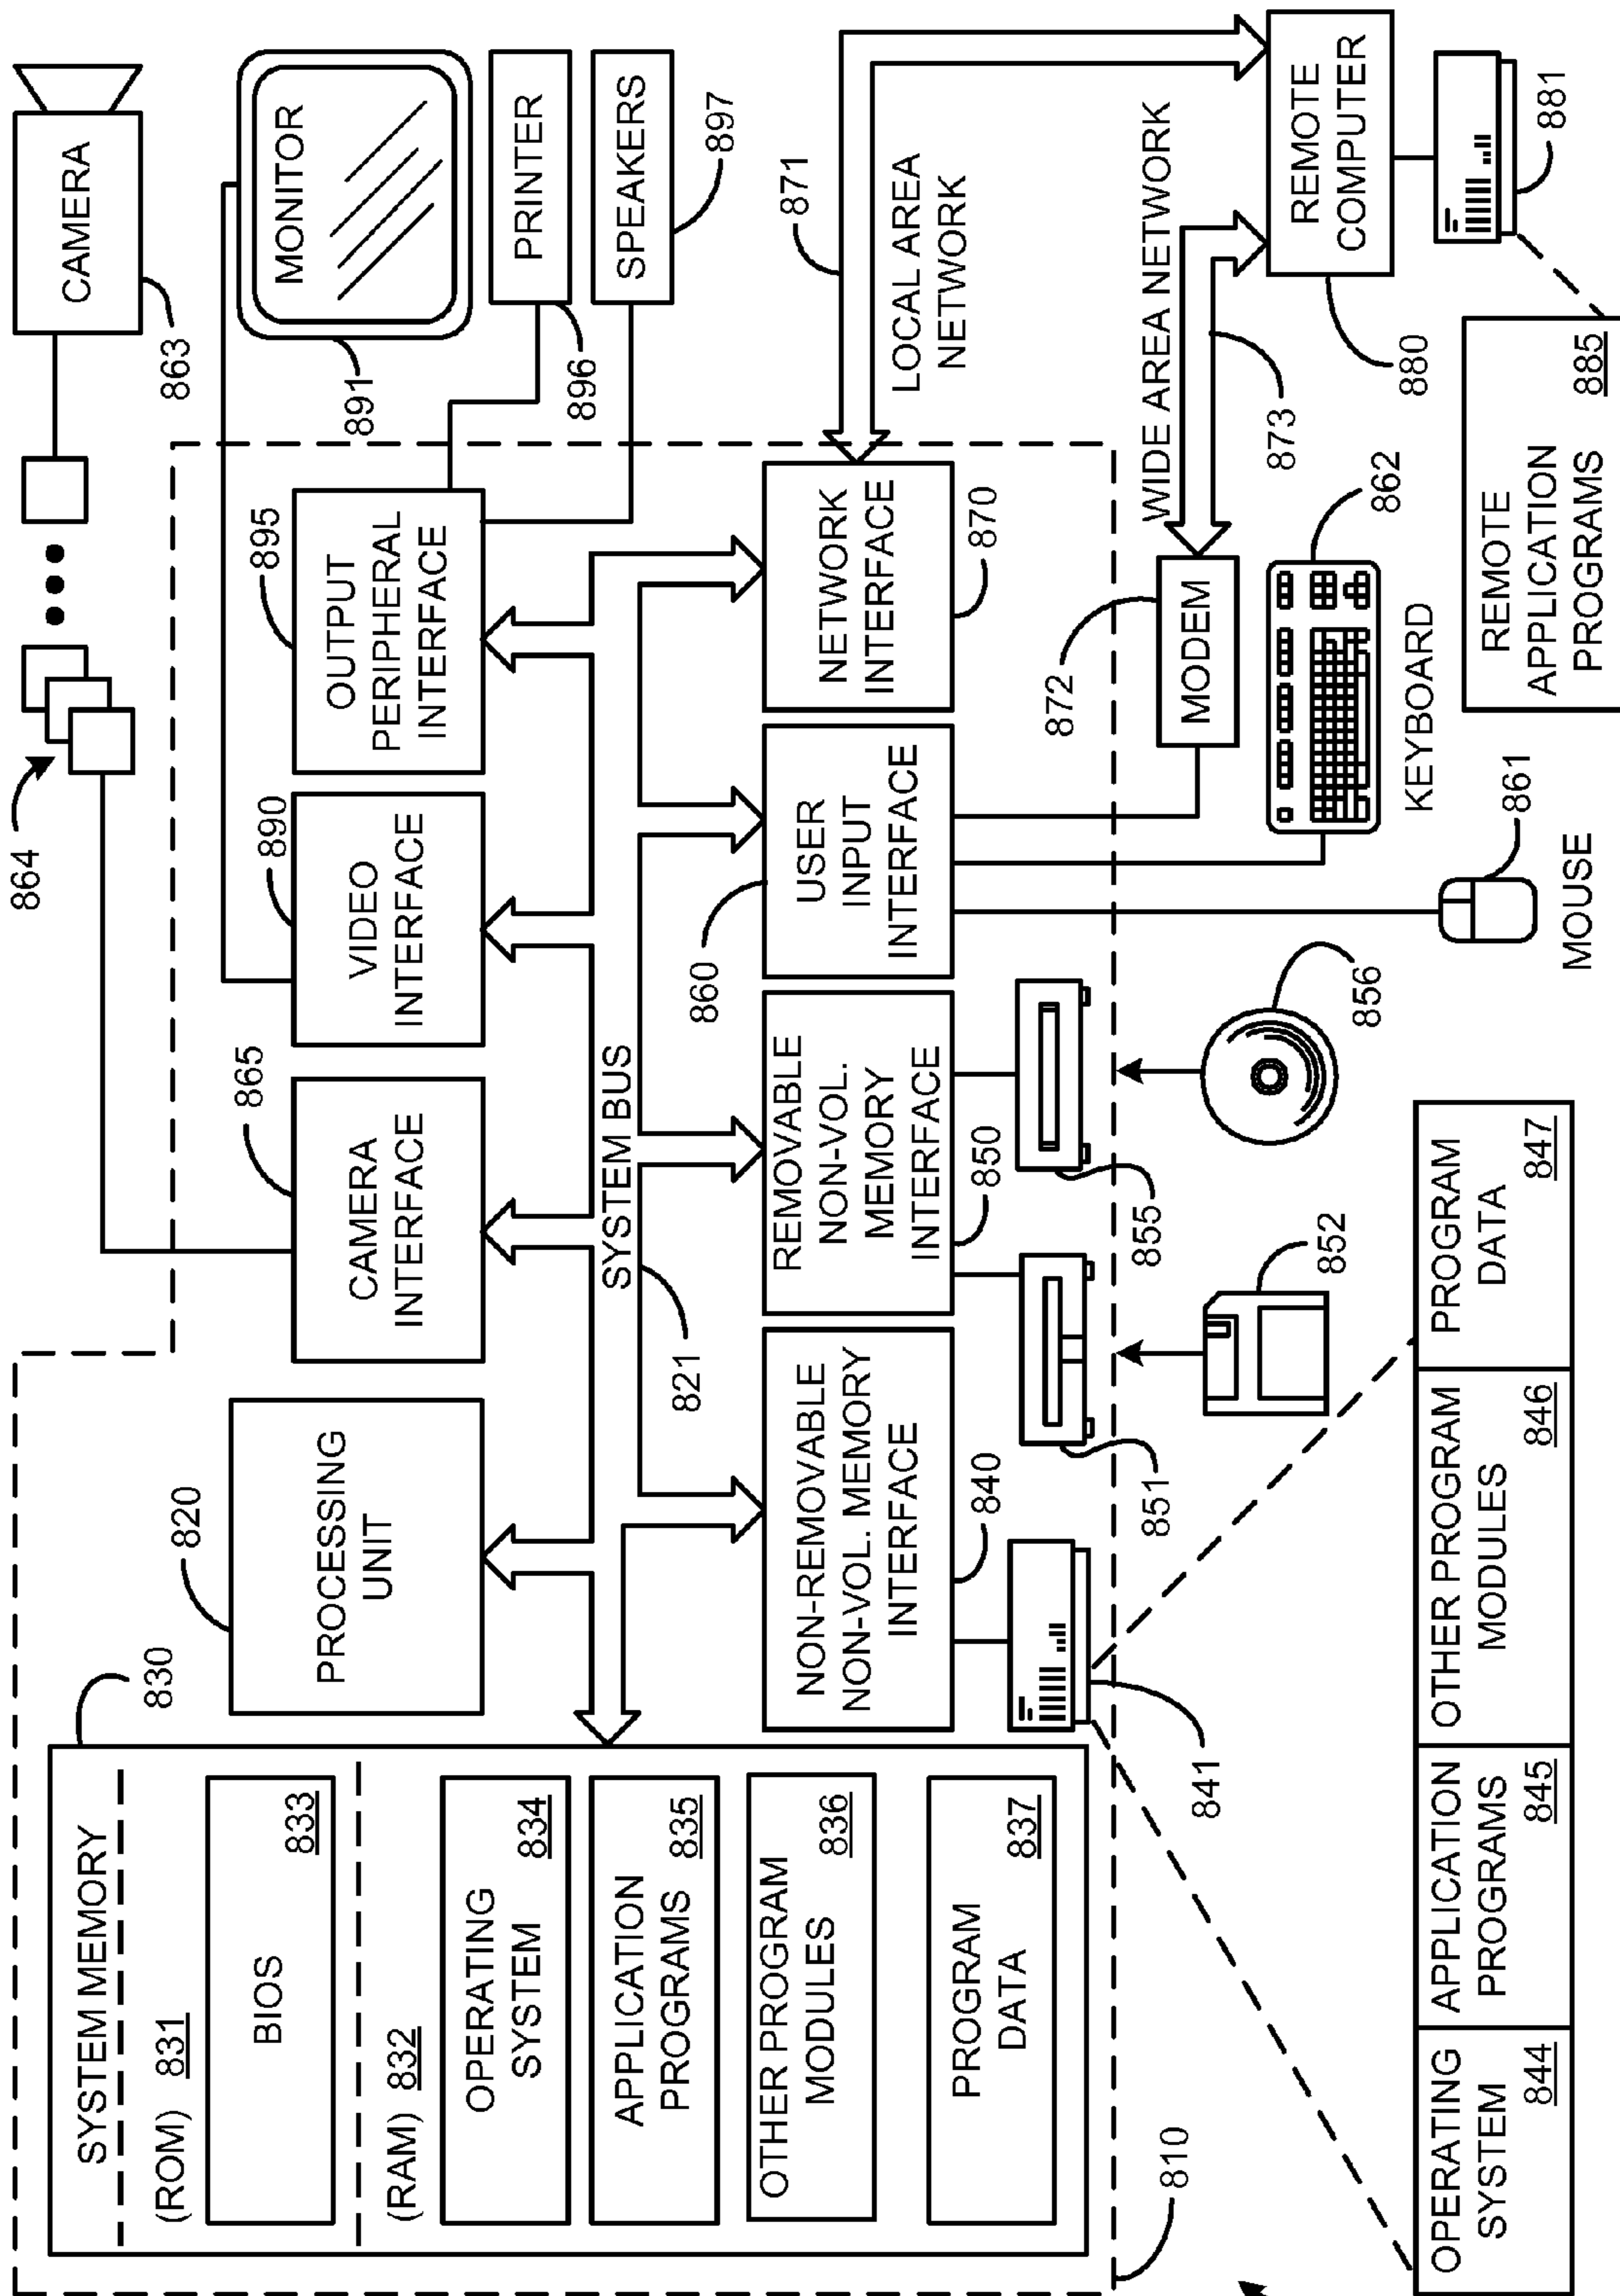 SYSTEM MEMORY
(ROM) 831
BIOS
833
(RAM) 832
OPERATING
SYSTEM
834
APPLICATION
PROGRAMS
835
OTHER PROGRAM
MODULES
836
PROGRAM
DATA
837
830
820
PROCESSING
UNIT
865
CAMERA
INTERFACE
890
VIDEO
INTERFACE
895
OUTPUT
PERIPHERAL
INTERFACE
864
863
CAMERA
MONITOR
891
PRINTER
896
SPEAKERS
897
SYSTEM BUS
821
NON-REMOVABLE
NON-VOL. MEMORY
INTERFACE
840
REMOVABLE
NON-VOL.
MEMORY
INTERFACE
850
860
USER
INPUT
INTERFACE
NETWORK
INTERFACE
870
871
LOCAL AREA
NETWORK
841
851
855
872
MODEM
WIDE AREA NETWORK
873
852
856
862
KEYBOARD
861
MOUSE
REMOTE
COMPUTER
880
881
REMOTE
APPLICATION
PROGRAMS
885
810
OPERATING
SYSTEM
844
APPLICATION
PROGRAMS
845
OTHER PROGRAM
MODULES
846
PROGRAM
DATA
847